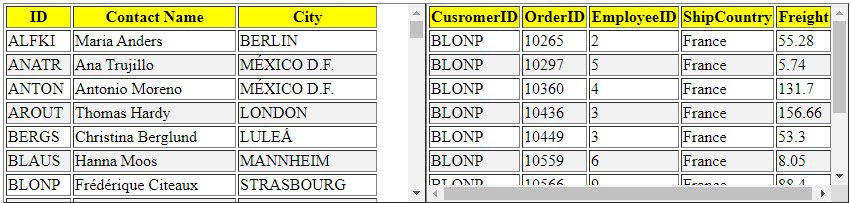 ID Contact Name City
ALFKI Maria Anders BERLIN
ANATR Ana Trujillo MÉXICO D.F.
ANTON Antonio Moreno MÉXICO D.F.
AROUT Thomas Hardy LONDON
BERGS Christina Berglund LULEÅ
BLAUS Hanna Moos MANNHEIM
BLONP Frédérique Citeaux STRASBOURG
CusromerID OrderID EmployeeID ShipCountry Freight
BLONP 10265 2 France 55.28
BLONP 10297 5 France 5.74
BLONP 10360 4 France 131.7
BLONP 10436 3 France 156.66
BLONP 10449 3 France 53.3
BLONP 10559 6 France 8.05
BLONP 10566 9 France 88.4